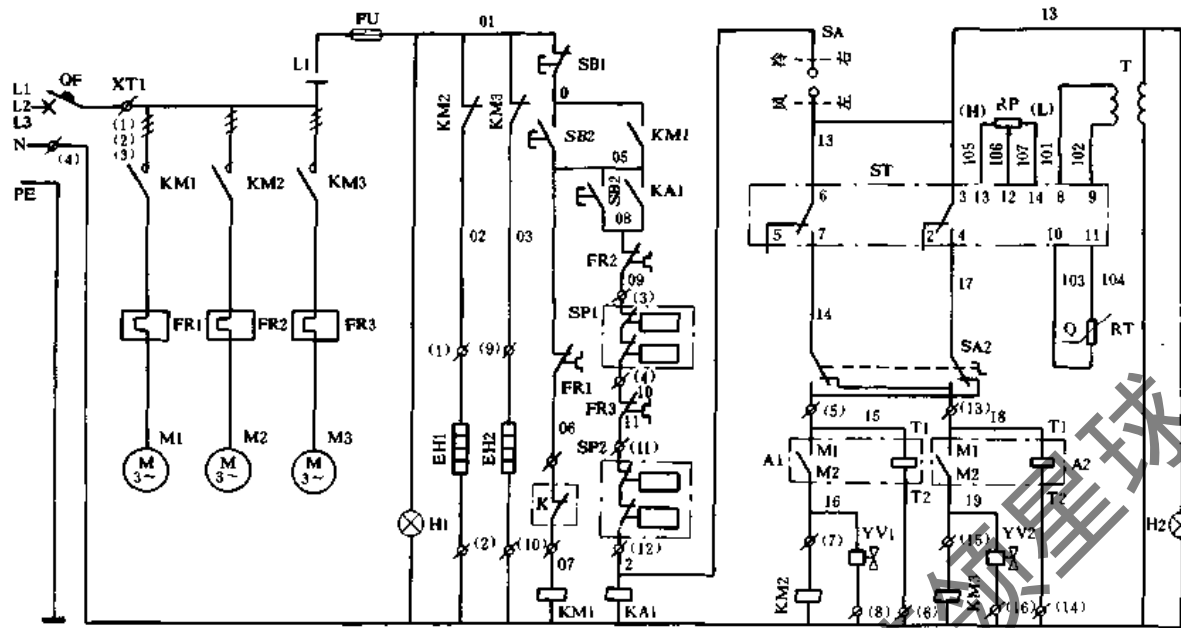 FU
01
13
L1
SB1
SA
冷
右
风
左
T
L1
L2
L3
QF
XT1
(1)
(2)
(3)
N
(4)
PE
KM1
KM2
KM3
KM2
KM3
0
SB2
KM1
05
SB2
KA1
08
13
(H)
RP
(L)
105
106
107
101
102
ST
6
3
13
12
14
8
9
5
7
2
4
10
11
02
03
FR2
09
(3)
SP1
17
103
104
14
Q
RT
FR1
FR2
FR3
(1)
(9)
FR1
(4)
10
FR3
11
SA2
(5)
15
(13)
18
M1
M2
M3
M
3~
M
3~
M
3~
EH1
EH2
06
SP2
(11)
A1
M1
M2
T1
T2
M1
M2
T1
A2
T2
K
16
19
H1
(2)
(10)
07
(12)
2
(7)
YV1
(15)
YV2
H2
KM1
KA1
KM2
(8)
(6)
KM3
(16)
(14)
领星球